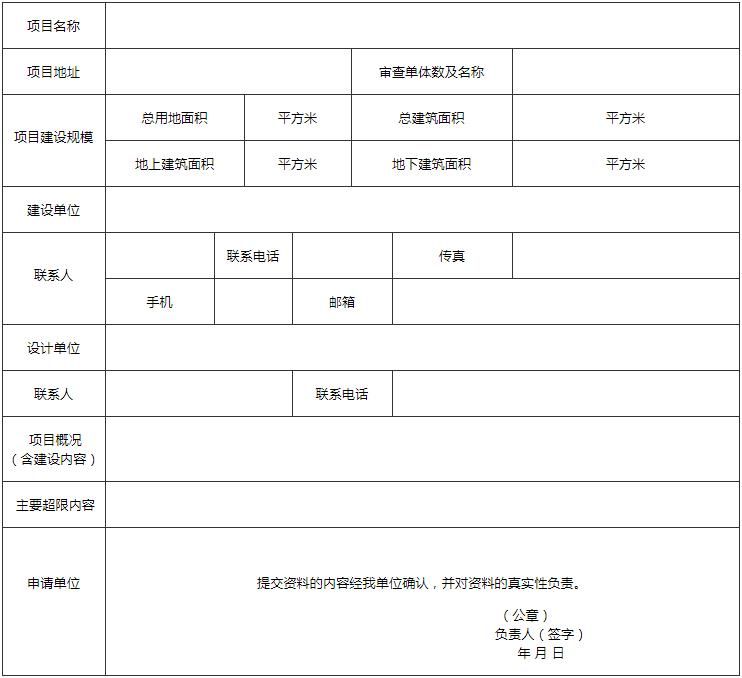 项目名称
项目地址
审查单体数及名称
项目建设规模
总用地面积
平方米
总建筑面积
平方米
地上建筑面积
平方米
地下建筑面积
平方米
建设单位
联系人
联系电话
传真
手机
邮箱
设计单位
联系人
联系电话
项目概况
（含建设内容）
主要超限内容
申请单位
提交资料的内容经我单位确认，并对资料的真实性负责。
（公章）
负责人（签字）
年 月 日